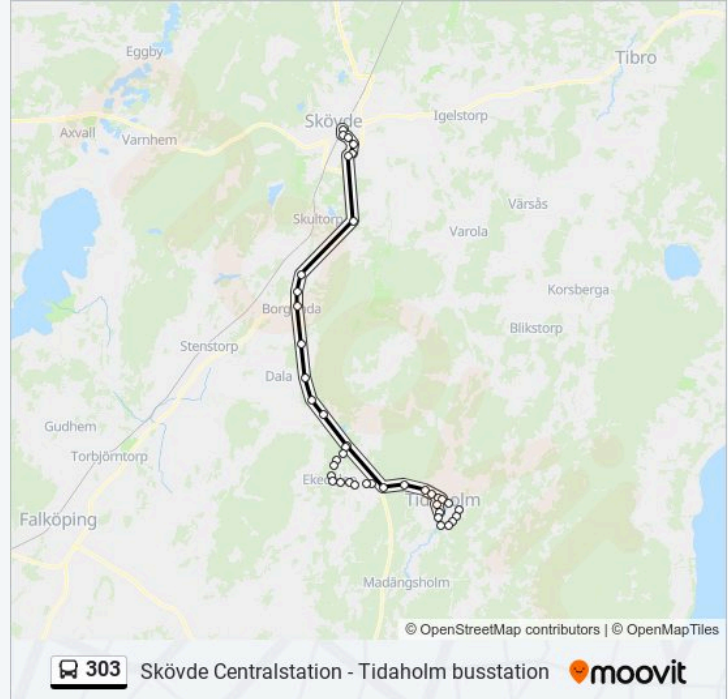 Eggby
Tibro
Skövde
Igelstorp
Axvall
Varnhem
Värsås
Skultorp
Varola
Korsberga
Blikstorp
Stenstorp
Dala
Gudhem
Torbjörntorp
Falköping
Tidaholm
Madängsholm
© OpenStreetMap contributors | © OpenMapTiles
303 Skövde Centralstation - Tidaholm busstation moovit